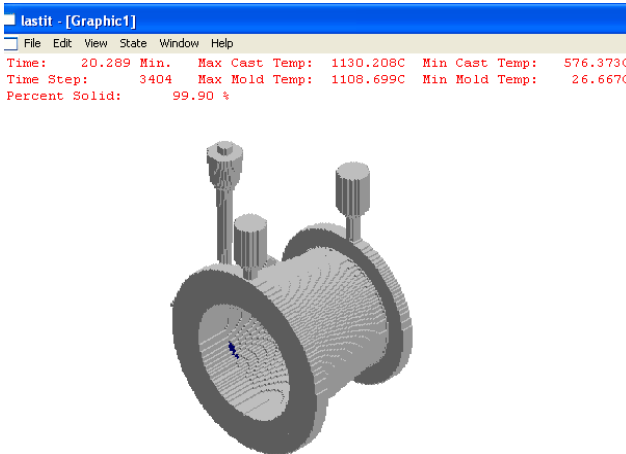 lastit - [Graphic1]
File Edit View State Window Help
Time: 20.289 Min. Max Cast Temp: 1130.208C Min Cast Temp: 576.373C
Time Step: 3404 Max Mold Temp: 1108.699C Min Mold Temp: 26.667C
Percent Solid: 99.90 %